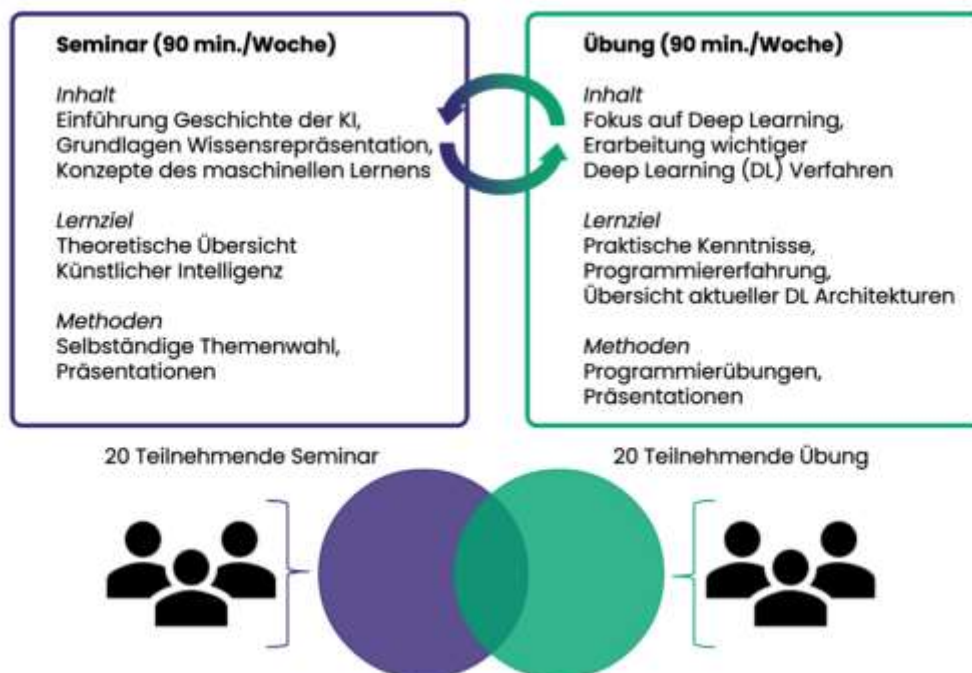 Seminar (90 min./Woche)
Inhalt
Einführung Geschichte der KI,
Grundlagen Wissensrepräsentation,
Konzepte des maschinellen Lernens
Lernziel
Theoretische Übersicht
Künstlicher Intelligenz
Methoden
Selbständige Themenwahl,
Präsentationen
Übung (90 min./Woche)
Inhalt
Fokus auf Deep Learning,
Erarbeitung wichtiger
Deep Learning (DL) Verfahren
Lernziel
Praktische Kenntnisse,
Programmiererfahrung,
Übersicht aktueller DL Architekturen
Methoden
Programmierübungen,
Präsentationen
20 Teilnehmende Seminar
20 Teilnehmende Übung